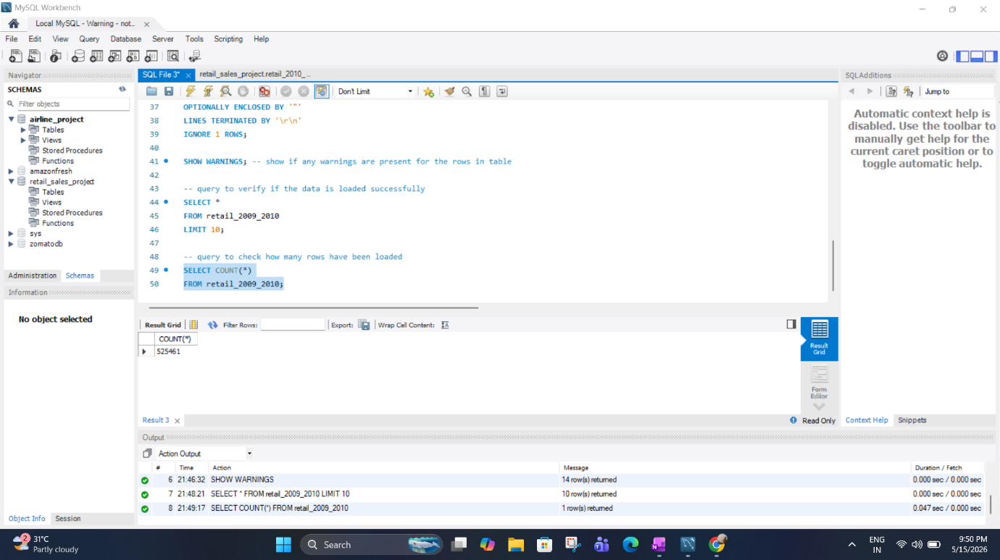 MySQL Workbench
Local MySQL - Warning - not...
File Edit View Query Database Server Tools Scripting Help
Navigator
SCHEMAS
Filter objects
airline_project
Tables
Views
Stored Procedures
Functions
amazonfresh
retail_sales_project
Tables
Views
Stored Procedures
Functions
sys
zomatodb
Administration Schemas
Information
No object selected
Object Info Session
SQL File 3* retail_sales_project.retail_2010_...
Don't Limit
37 OPTIONALLY ENCLOSED BY '"'
38 LINES TERMINATED BY '\r\n'
39 IGNORE 1 ROWS;
40
41 SHOW WARNINGS; -- show if any warnings are present for the rows in table
42
43 -- query to verify if the data is loaded successfully
44 SELECT *
45 FROM retail_2009_2010
46 LIMIT 10;
47
48 -- query to check how many rows have been loaded
49 SELECT COUNT(*)
50 FROM retail_2009_2010;
Result Grid Filter Rows: Export: Wrap Cell Content:
COUNT(*)
525461
Result
Grid
Form
Editor
Result 3 Read Only
Output
Action Output
# Time Action Message Duration / Fetch
6 21:46:32 SHOW WARNINGS 14 row(s) returned 0.000 sec / 0.000 sec
7 21:48:21 SELECT * FROM retail_2009_2010 LIMIT 10 10 row(s) returned 0.000 sec / 0.000 sec
8 21:49:17 SELECT COUNT(*) FROM retail_2009_2010 1 row(s) returned 0.047 sec / 0.000 sec
SQLAdditions
Jump to
Automatic context help is
disabled. Use the toolbar to
manually get help for the
current caret position or to
toggle automatic help.
Context Help Snippets
2
31°C
Partly cloudy
Search
ENG
IN
9:50 PM
5/15/2026